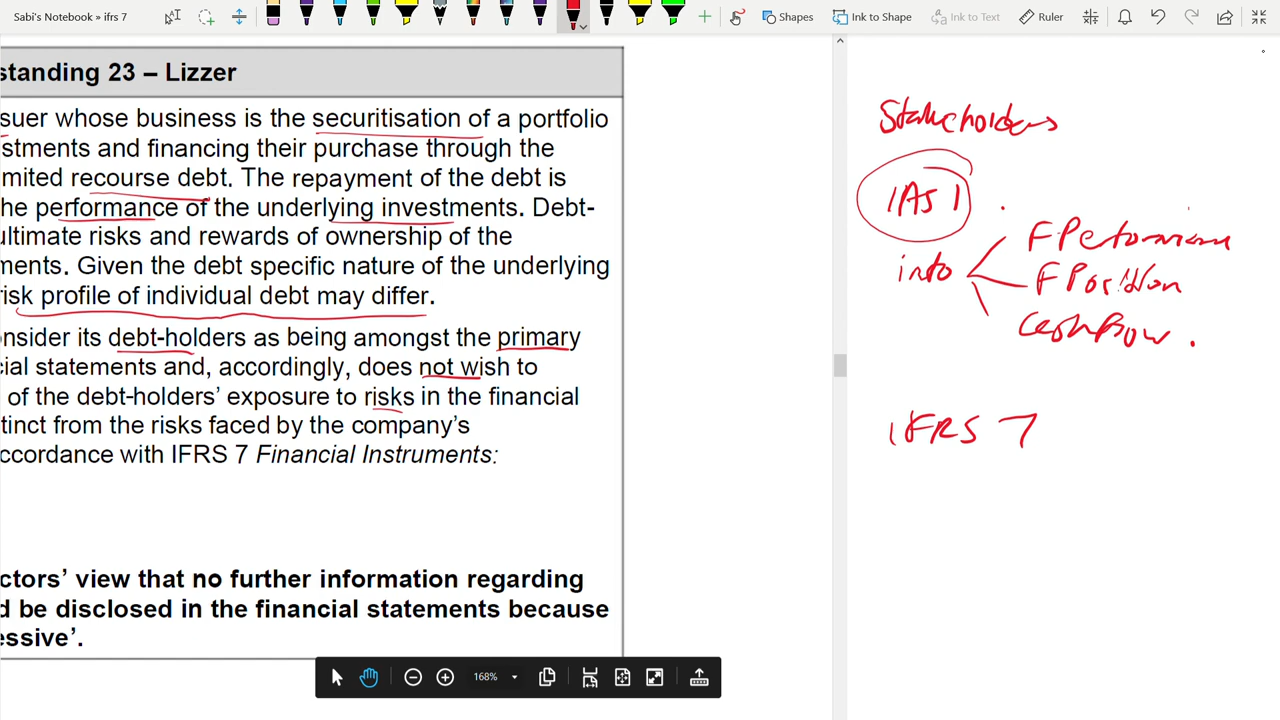 Sabi's Notebook » ifrs 7
Shapes
Ink to Shape
Ink to Text
Ruler
standing 23 – Lizzer
suer whose business is the securitisation of a portfolio
stments and financing their purchase through the
mited recourse debt. The repayment of the debt is
he performance of the underlying investments. Debt-
ultimate risks and rewards of ownership of the
ments. Given the debt specific nature of the underlying
risk profile of individual debt may differ.
onsider its debt-holders as being amongst the primary
cial statements and, accordingly, does not wish to
of the debt-holders' exposure to risks in the financial
tinct from the risks faced by the company's
ccordance with IFRS 7 Financial Instruments:
ctors' view that no further information regarding
d be disclosed in the financial statements because
essive'.
168%
Stakeholders
IAS 1
info
F Position
Cashflow.
IFRS 7